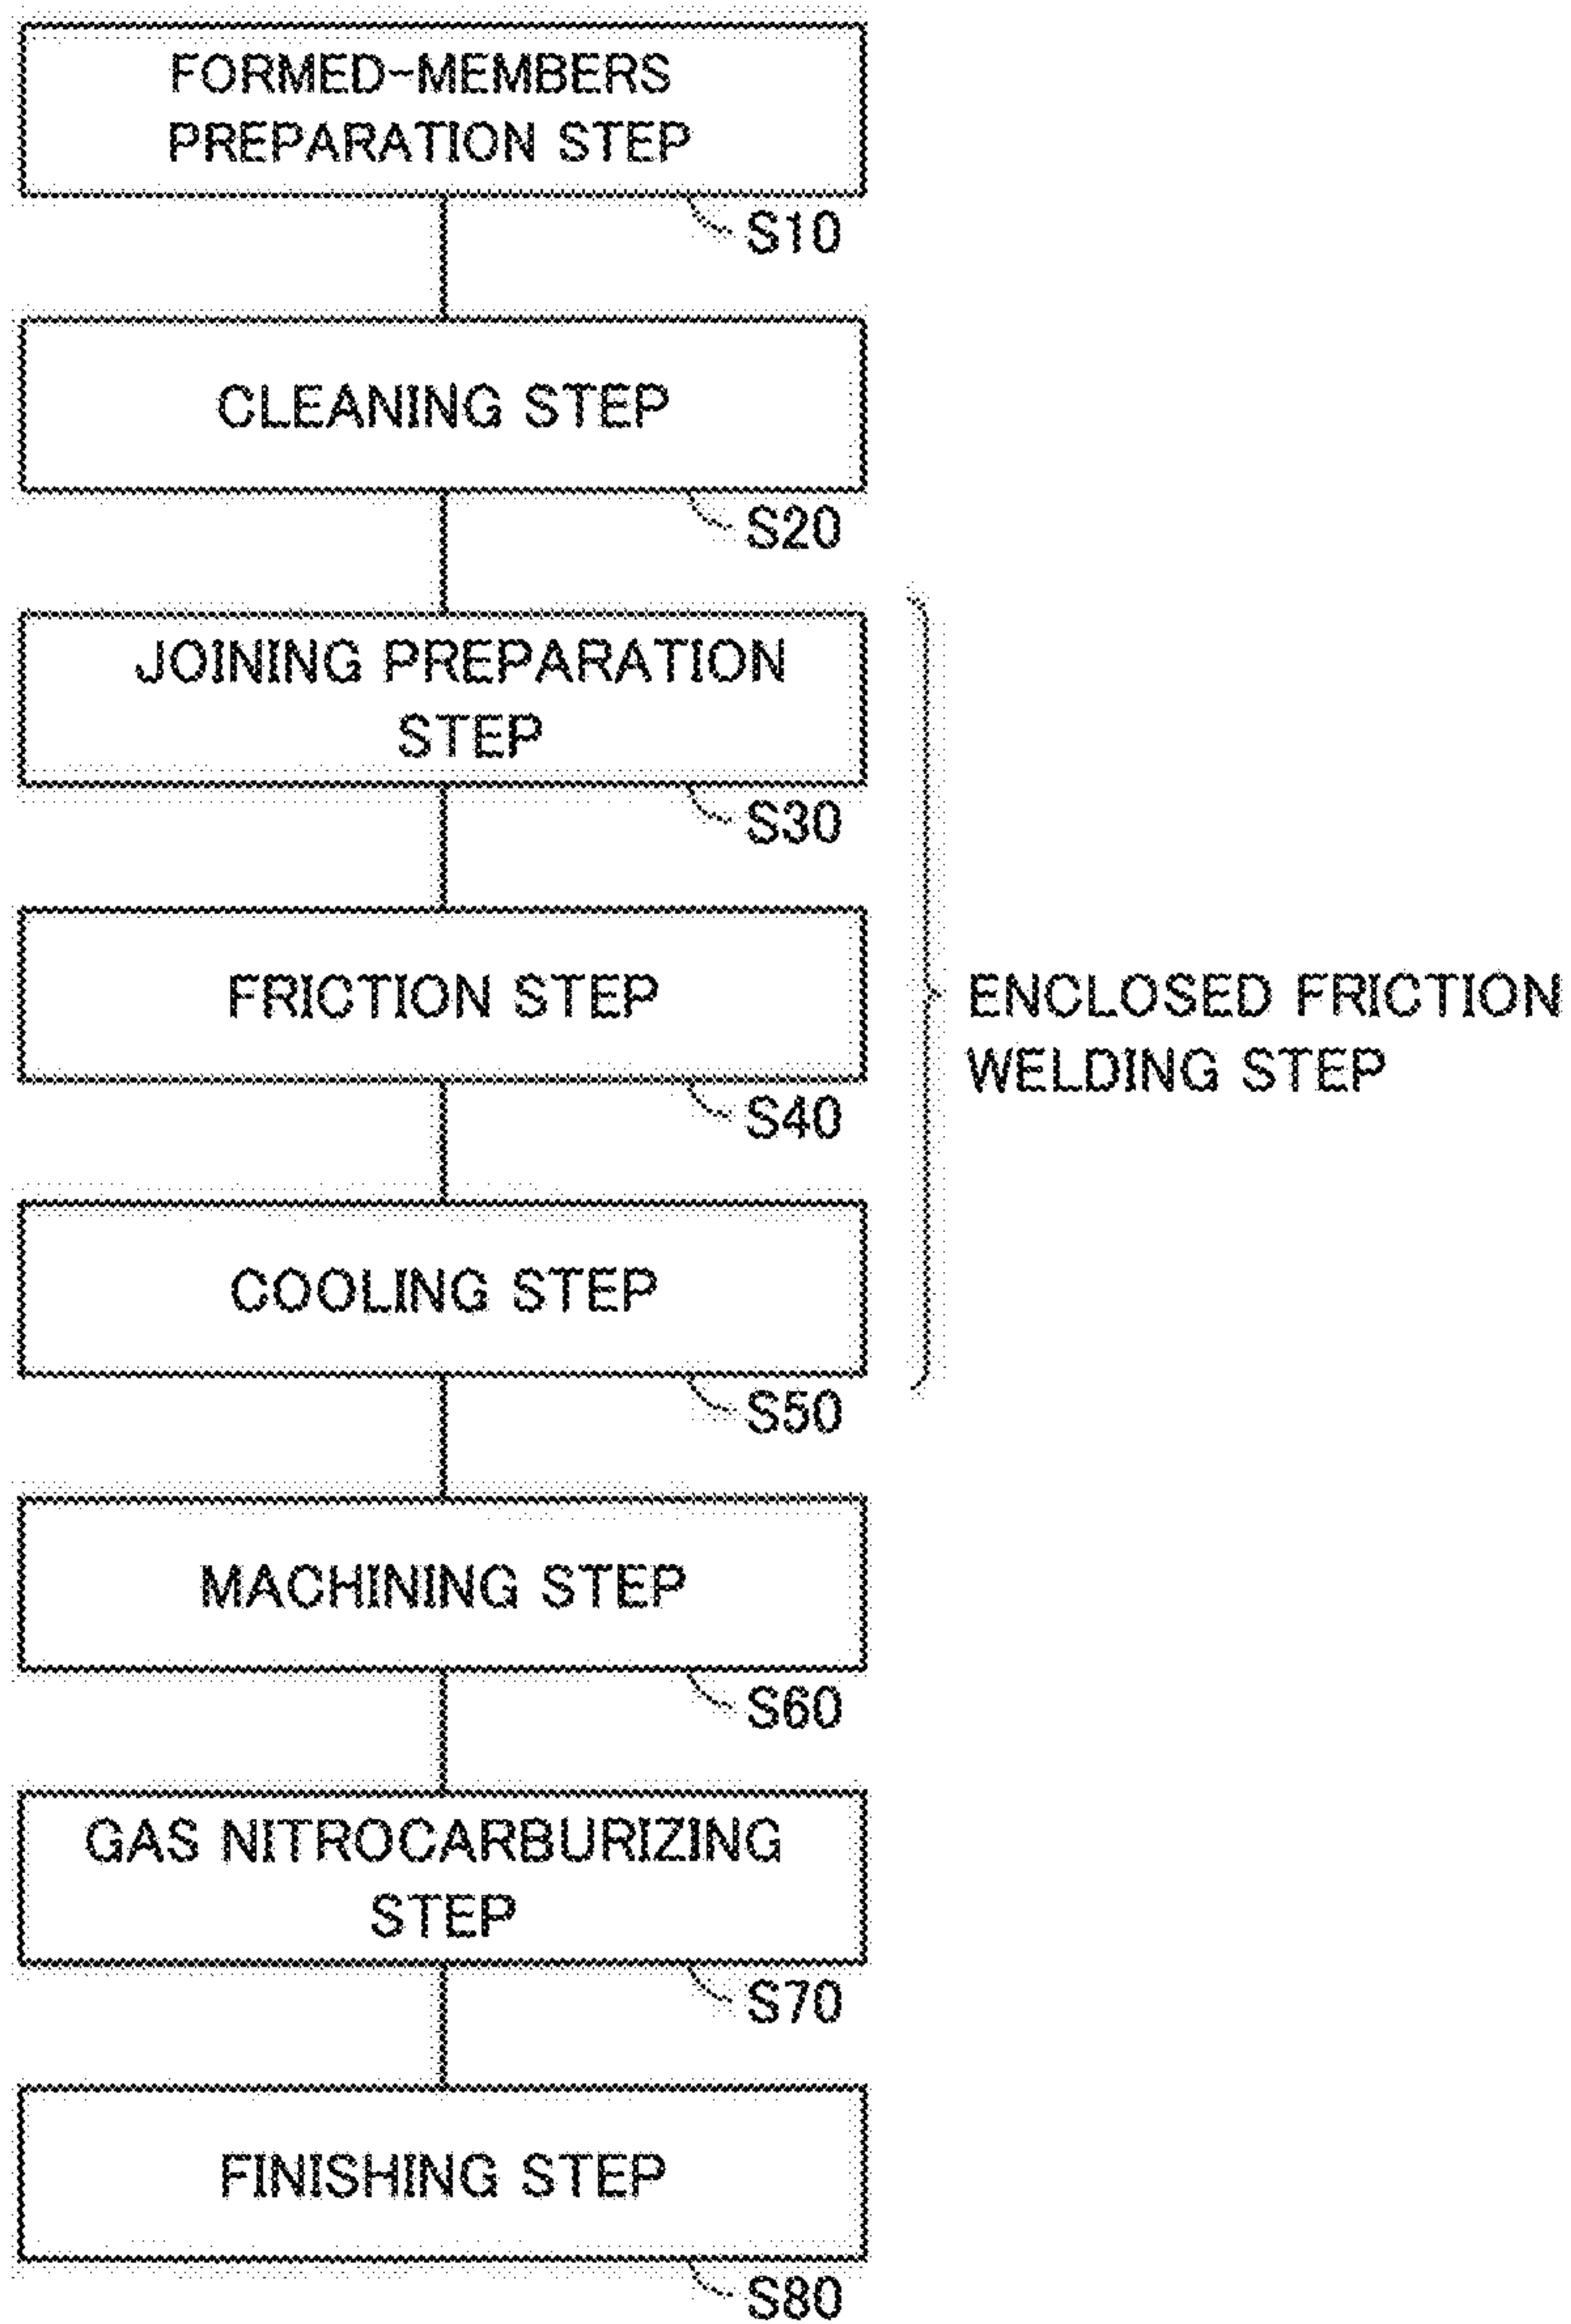 FORMED-MEMBERS
PREPARATION STEP
S10
CLEANING STEP
S20
JOINING PREPARATION
STEP
S30
FRICTION STEP
S40
ENCLOSED FRICTION
WELDING STEP
COOLING STEP
S50
MACHINING STEP
S60
GAS NITROCARBURIZING
STEP
S70
FINISHING STEP
S80